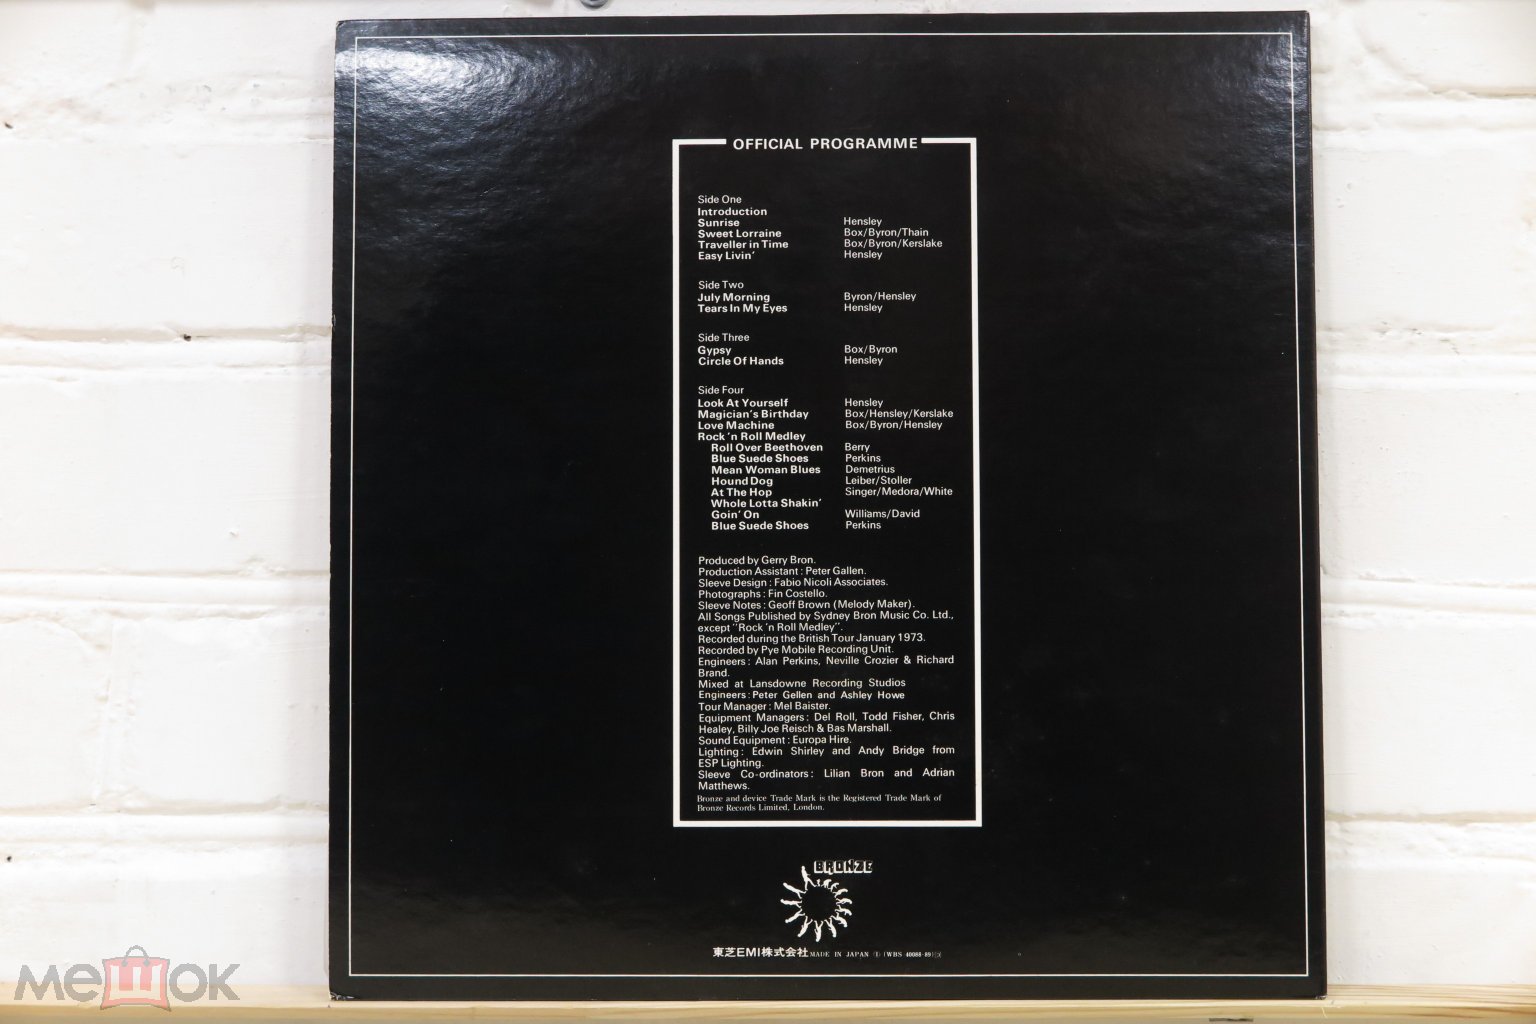 OFFICIAL PROGRAMME
Side One
Introduction
Sunrise Hensley
Sweet Lorraine Box/Byron/Thain
Traveller in Time Box/Byron/Kerslake
Easy Livin' Hensley
Side Two
July Morning Byron/Hensley
Tears In My Eyes Hensley
Side Three
Gypsy Box/Byron
Circle Of Hands Hensley
Side Four
Look At Yourself Hensley
Magician's Birthday Box/Hensley/Kerslake
Love Machine Box/Byron/Hensley
Rock 'n Roll Medley
Roll Over Beethoven Berry
Blue Suede Shoes Perkins
Mean Woman Blues Demetrius
Hound Dog Leiber/Stoller
At The Hop Singer/Medora/White
Whole Lotta Shakin'
Goin' On Williams/David
Blue Suede Shoes Perkins
Produced by Gerry Bron.
Production Assistant: Peter Gallen.
Sleeve Design: Fabio Nicoli Associates.
Photographs: Fin Costello.
Sleeve Notes: Geoff Brown (Melody Maker).
All Songs Published by Sydney Bron Music Co. Ltd.,
except "Rock 'n Roll Medley".
Recorded during the British Tour January 1973.
Recorded by Pye Mobile Recording Unit.
Engineers: Alan Perkins, Neville Crozier & Richard
Brand.
Mixed at Lansdowne Recording Studios
Engineers: Peter Gellen and Ashley Howe
Tour Manager: Mel Baister.
Equipment Managers: Del Roll, Todd Fisher, Chris
Healey, Billy Joe Reisch & Bas Marshall.
Sound Equipment: Europa Hire.
Lighting: Edwin Shirley and Andy Bridge from
ESP Lighting.
Sleeve Co-ordinators: Lilian Bron and Adrian
Matthews.
Bronze and device Trade Mark is the Registered Trade Mark of
Bronze Records Limited, London.
BRONZE
東芝EMI株式会社 MADE IN JAPAN (WBS 40088-89)
мешок